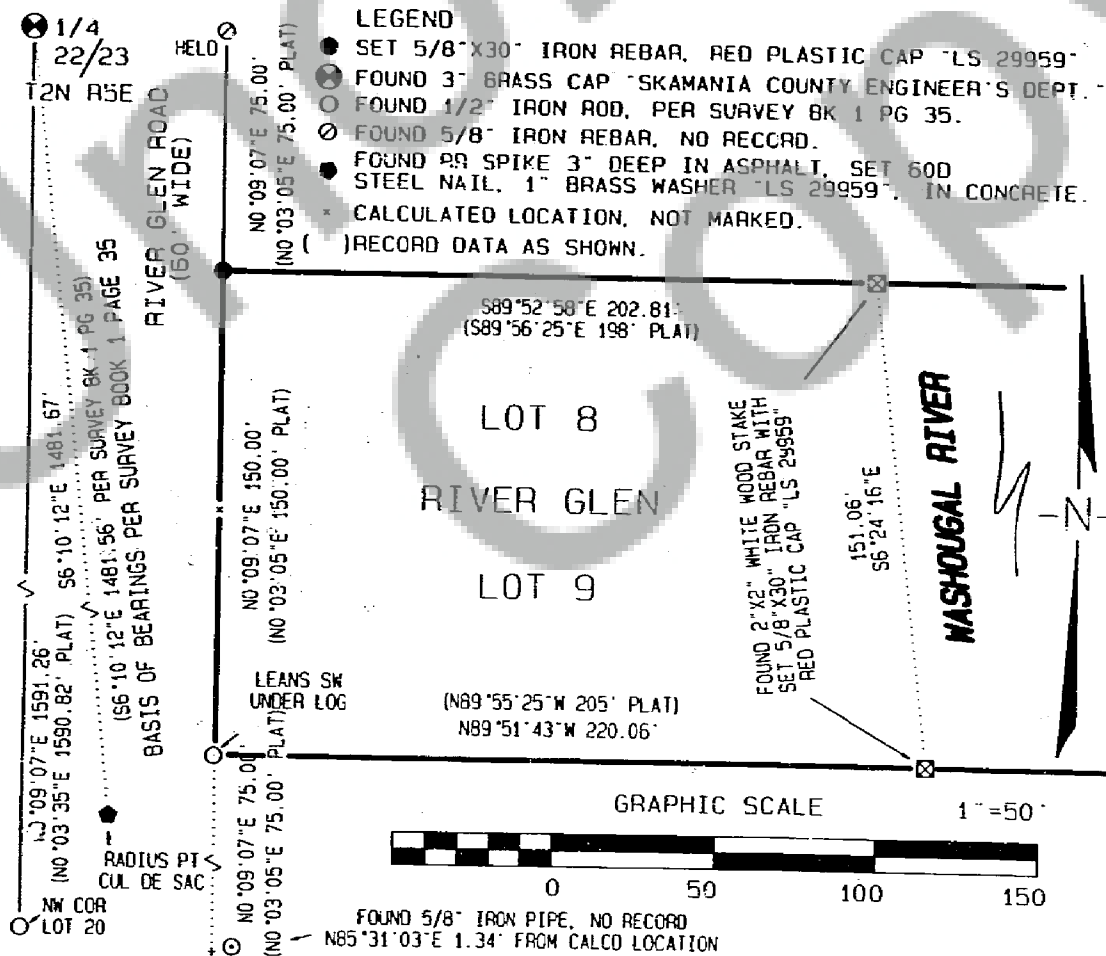 1/4
22/23
T2N R5E
HELD
RIVER GLEN ROAD
(60' WIDE)
N0°09'07"E 75.00'
(N0°03'05"E 75.00' PLAT)
LEGEND
SET 5/8"X30" IRON REBAR, RED PLASTIC CAP "LS 29959"
FOUND 3" BRASS CAP "SKAMANIA COUNTY ENGINEER'S DEPT."
FOUND 1/2" IRON ROD, PER SURVEY BK 1 PG 35.
FOUND 5/8" IRON REBAR, NO RECORD.
FOUND RR SPIKE 3" DEEP IN ASPHALT, SET 60D
STEEL NAIL, 1" BRASS WASHER "LS 29959", IN CONCRETE.
× CALCULATED LOCATION, NOT MARKED.
( )RECORD DATA AS SHOWN.
S89°52'58"E 202.81'
(S89°56'25"E 198' PLAT)
LOT 8
RIVER GLEN
LOT 9
N0°09'07"E 150.00'
(N0°03'05"E 150.00' PLAT)
S6°10'12"E 1481.67'
(S6°10'12"E 1481.56' PER SURVEY BK 1 PG 35)
BASIS OF BEARINGS PER SURVEY BOOK 1 PAGE 35
N0°09'07"E 1591.26'
(N0°03'35"E 1590.82' PLAT)
FOUND 2"X2" WHITE WOOD STAKE
SET 5/8"X30" IRON REBAR WITH
RED PLASTIC CAP "LS 29959"
151.06'
S6°24'16"E
WASHOUGAL RIVER
-N-
LEANS SW
UNDER LOG
(N89°55'25"W 205' PLAT)
N89°51'43"W 220.06'
N0°09'07"E 75.00'
(N0°03'05"E 75.00' PLAT)
GRAPHIC SCALE 1"=50'
0 50 100 150
RADIUS PT
CUL DE SAC
NW COR
LOT 20
FOUND 5/8" IRON PIPE, NO RECORD
N85°31'03"E 1.34' FROM CALCD LOCATION